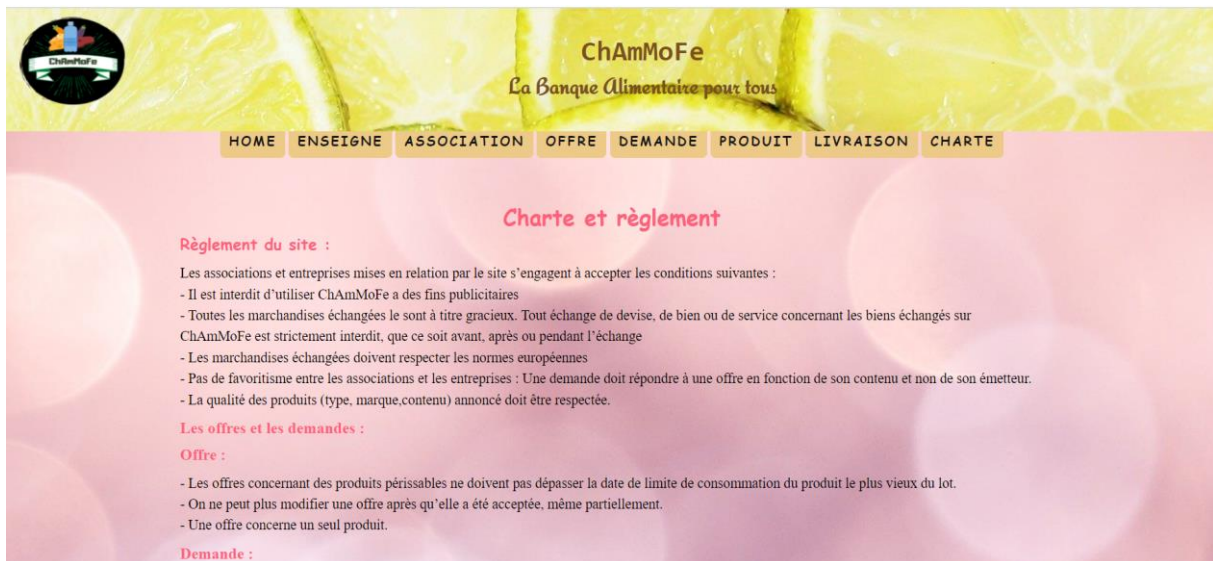 ChAmMoFe
ChAmMoFe
La Banque Alimentaire pour tous
HOME ENSEIGNE ASSOCIATION OFFRE DEMANDE PRODUIT LIVRAISON CHARTE
Charte et règlement
Règlement du site :
Les associations et entreprises mises en relation par le site s’engagent à accepter les conditions suivantes :
- Il est interdit d’utiliser ChAmMoFe a des fins publicitaires
- Toutes les marchandises échangées le sont à titre gracieux. Tout échange de devise, de bien ou de service concernant les biens échangés sur
ChAmMoFe est strictement interdit, que ce soit avant, après ou pendant l’échange
- Les marchandises échangées doivent respecter les normes européennes
- Pas de favoritisme entre les associations et les entreprises : Une demande doit répondre à une offre en fonction de son contenu et non de son émetteur.
- La qualité des produits (type, marque,contenu) annoncé doit être respectée.
Les offres et les demandes :
Offre :
- Les offres concernant des produits périssables ne doivent pas dépasser la date de limite de consommation du produit le plus vieux du lot.
- On ne peut plus modifier une offre après qu’elle a été acceptée, même partiellement.
- Une offre concerne un seul produit.
Demande :